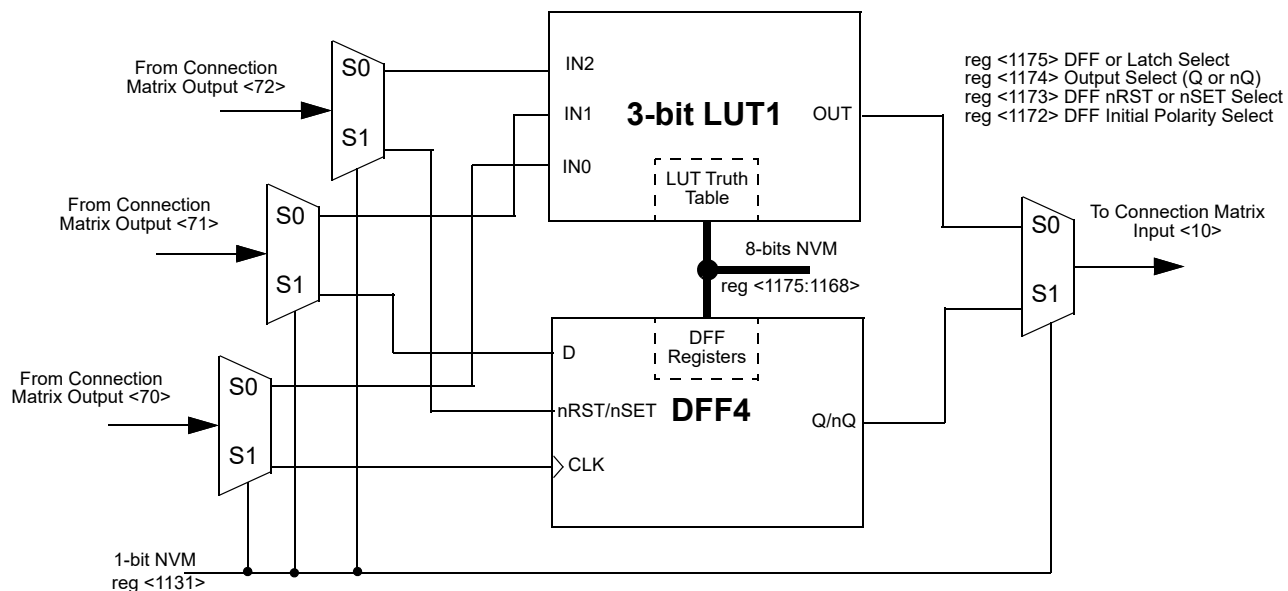 From Connection
Matrix Output <72>
S0
S1
IN2
IN1
IN0
3-bit LUT1
OUT
LUT Truth
Table
reg <1175> DFF or Latch Select
reg <1174> Output Select (Q or nQ)
reg <1173> DFF nRST or nSET Select
reg <1172> DFF Initial Polarity Select
From Connection
Matrix Output <71>
S0
S1
8-bits NVM
reg <1175:1168>
S0
S1
To Connection Matrix
Input <10>
From Connection
Matrix Output <70>
S0
S1
D
nRST/nSET
CLK
DFF
Registers
DFF4
Q/nQ
1-bit NVM
reg <1131>